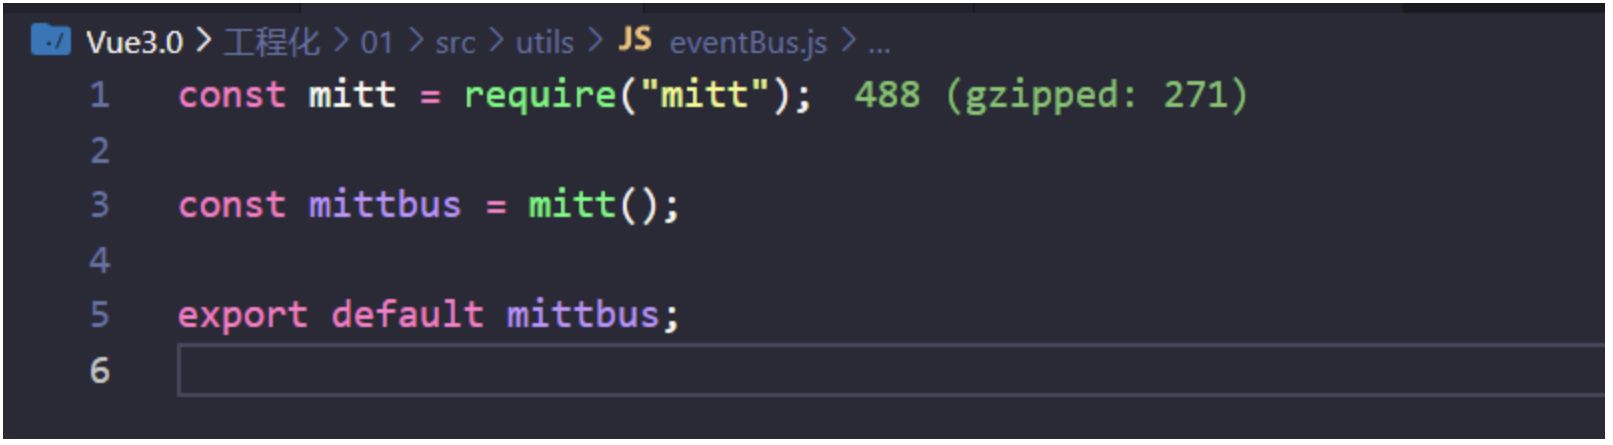 ./ Vue3.0 > 工程化 > 01 > src > utils > JS eventBus.js > ...
1 const mitt = require("mitt"); 488 (gzipped: 271)
2
3 const mittbus = mitt();
4
5 export default mittbus;
6